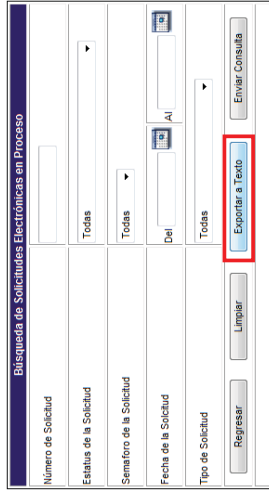 Búsqueda de Solicitudes Electrónicas en Proceso
Número de Solicitud
Estatus de la Solicitud Todas
Semaforo de la Solicitud Todas
Fecha de la Solcitud Del Al
Tipo de Solicitud Todas
Regresar Limpiar Exportar a Texto Enviar Consulta